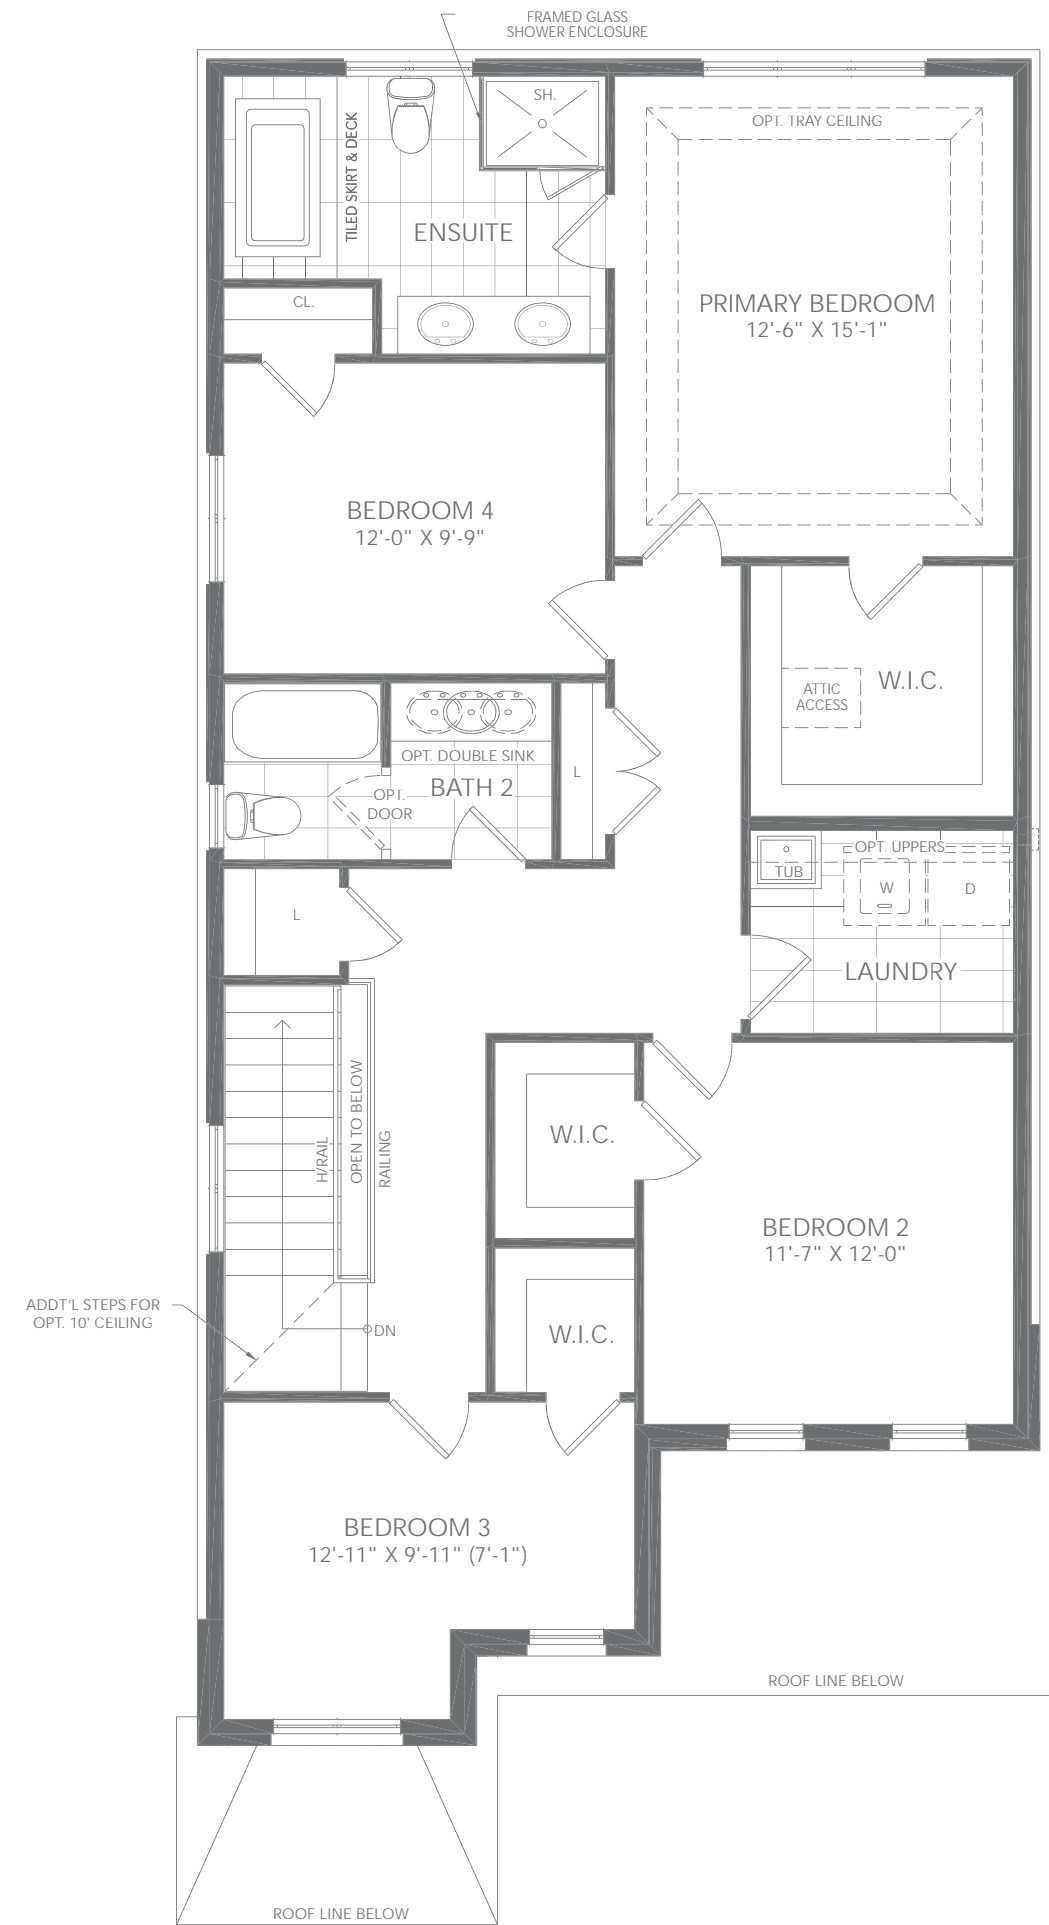 FRAMED GLASS
SHOWER ENCLOSURE
SH.
OPT. TRAY CEILING
TILED SKIRT & DECK
ENSUITE
PRIMARY BEDROOM
12'-6" X 15'-1"
CL.
BEDROOM 4
12'-0" X 9'-9"
W.I.C.
ATTIC
ACCESS
OPT. DOUBLE SINK
BATH 2
OPT.
DOOR
L
OPT. UPPERS
TUB
W
D
L
LAUNDRY
H/RAIL
OPEN TO BELOW
RAILING
W.I.C.
BEDROOM 2
11'-7" X 12'-0"
ADDT'L STEPS FOR
OPT. 10' CEILING
DN
W.I.C.
BEDROOM 3
12'-11" X 9'-11" (7'-1")
ROOF LINE BELOW
ROOF LINE BELOW